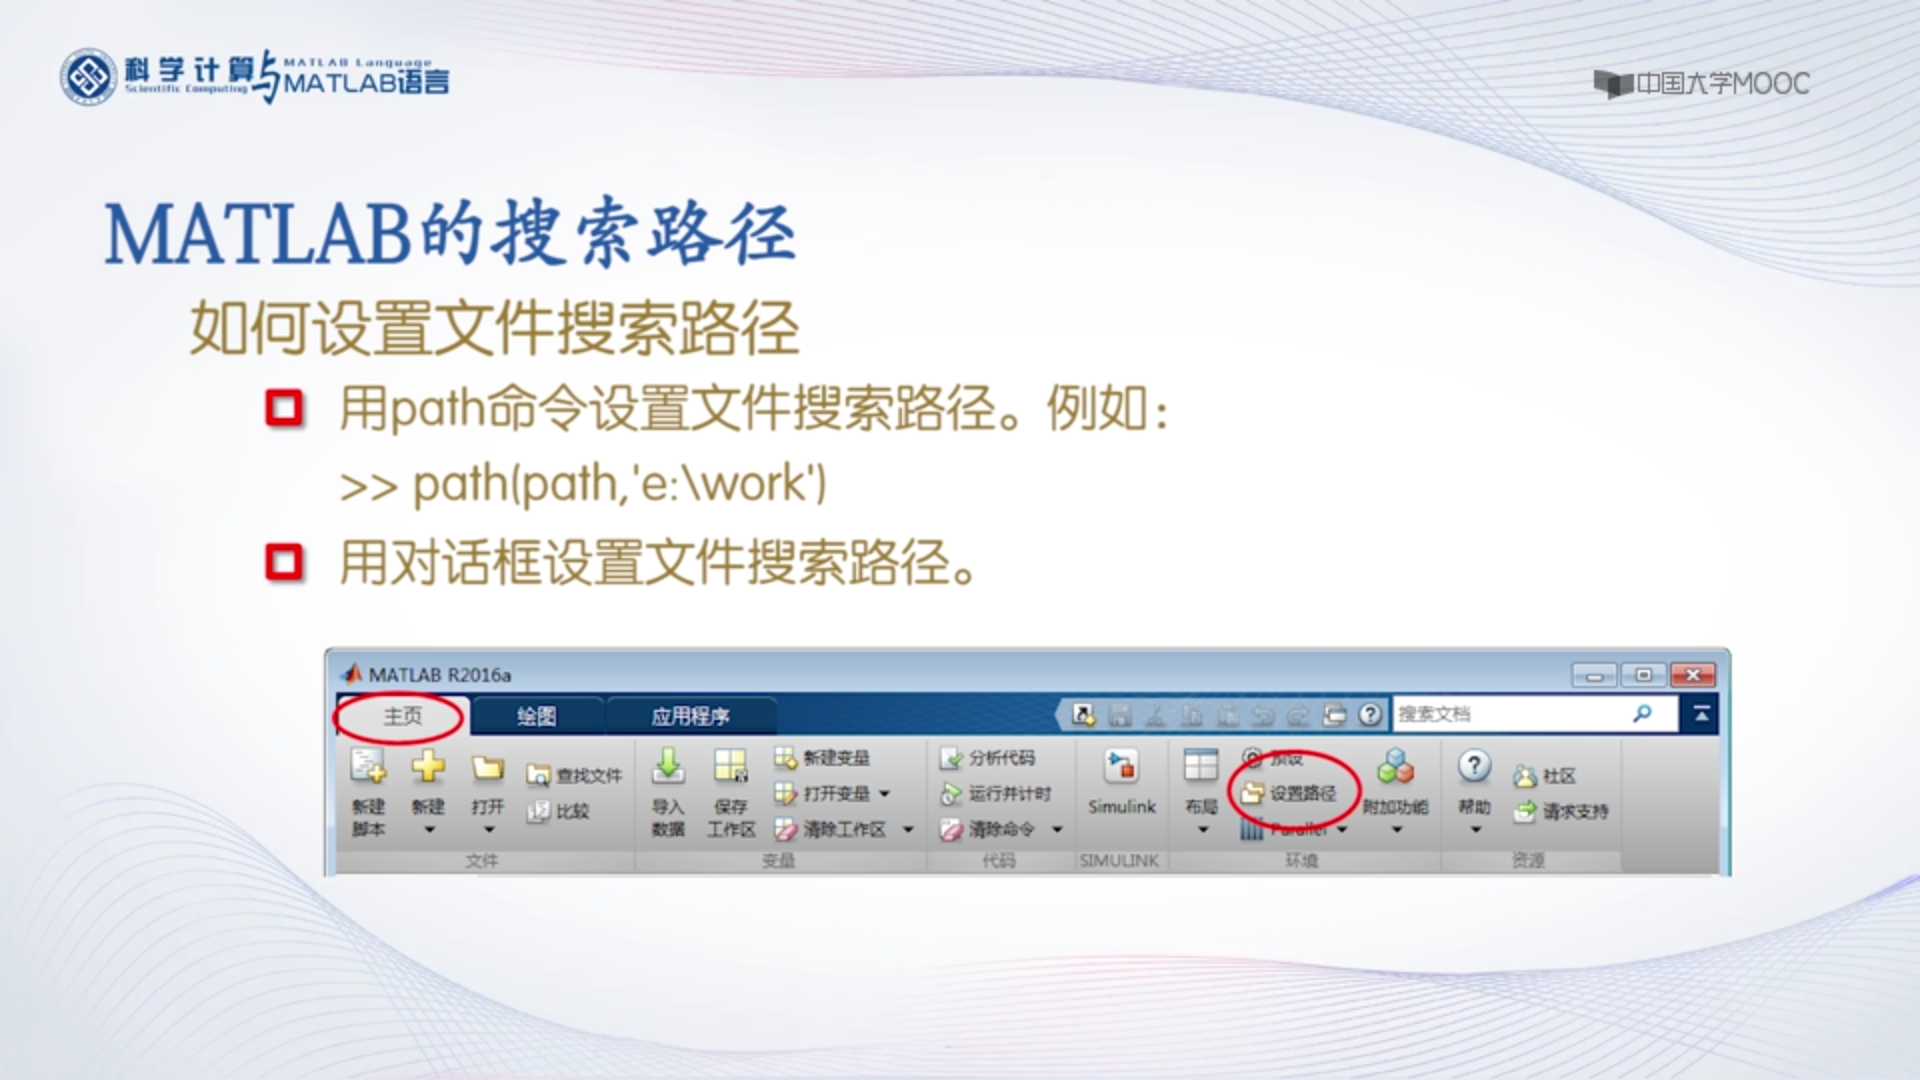 科学计算与MATLAB语言
MATLAB Language
Scientific Computing
中国大学MOOC
MATLAB的搜索路径
如何设置文件搜索路径
用path命令设置文件搜索路径。例如：
>> path(path,'e:\work')
用对话框设置文件搜索路径。
MATLAB R2016a
主页 绘图 应用程序 搜索文档
新建脚本 新建 打开 查找文件 比较
导入数据 保存工作区 新建变量 打开变量 清除工作区
分析代码 运行并计时 清除命令
Simulink
布局 预设 设置路径 Parallel 附加功能
帮助 社区 请求支持
文件 变量 代码 SIMULINK 环境 资源